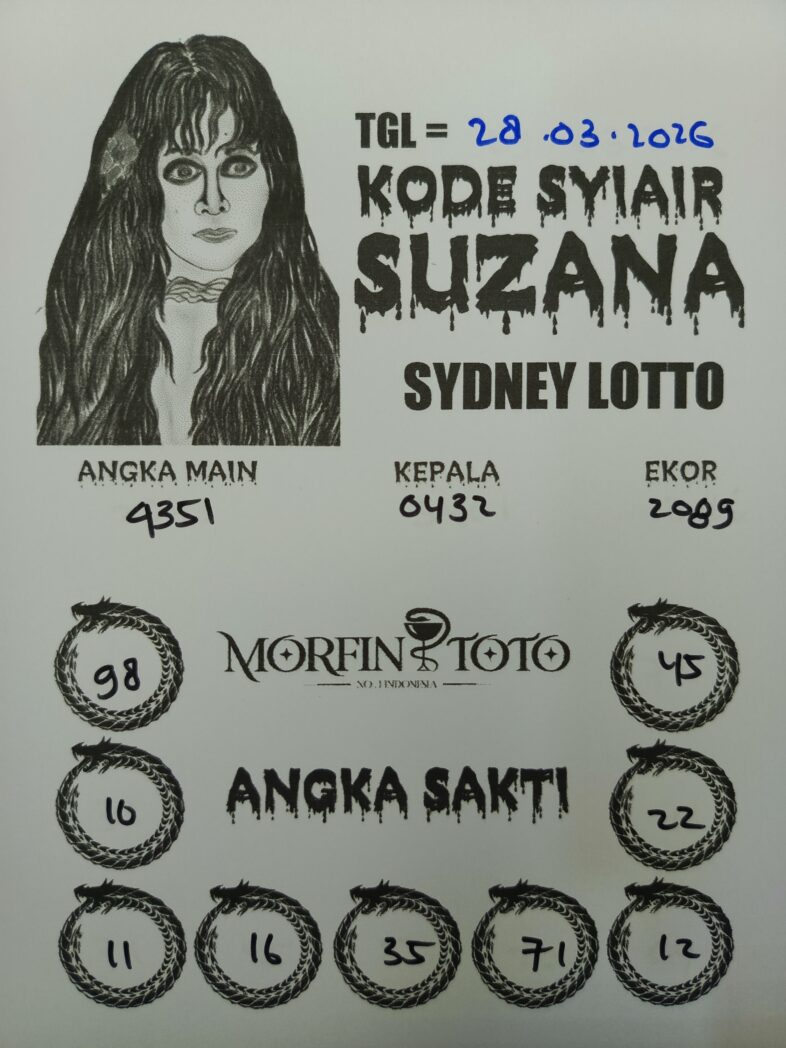 TGL = 28.03.2026
KODE SYIAIR
SUZANA
SYDNEY LOTTO
ANGKA MAIN KEPALA EKOR
9351 0432 2089
98 MORFIN TOTO 45
NO.1 INDONESIA
10 ANGKA SAKTI 22
11 16 35 71 12